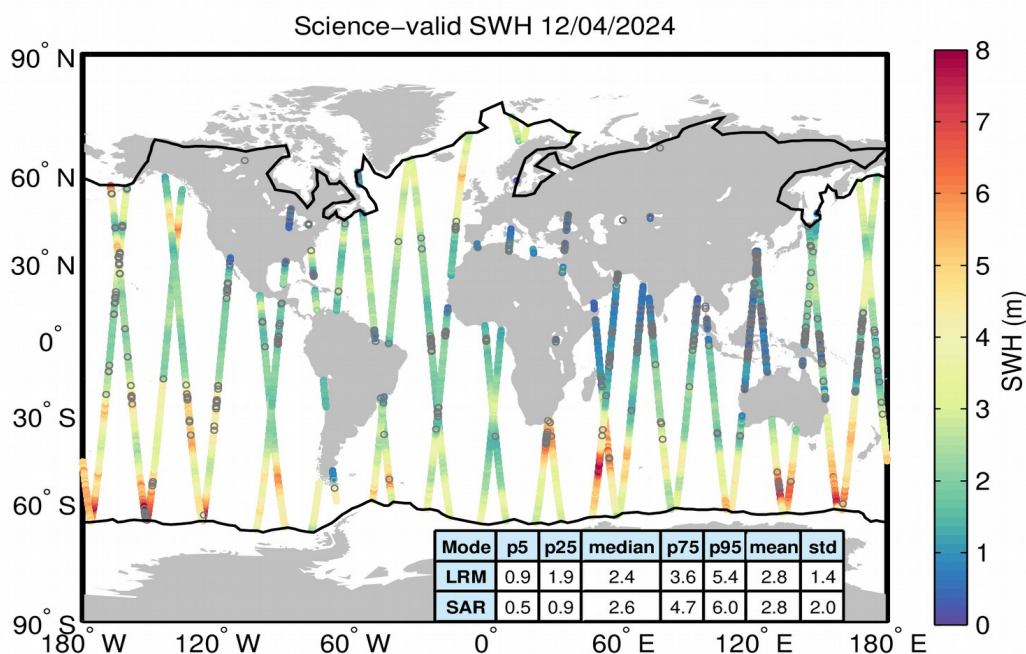 Science−valid SWH 12/04/2024
90° N
60° N
30° N
0°
30° S
60° S
90° S
180° W
120° W
60° W
0°
60° E
120° E
180° E
8
7
6
5
4
3
2
1
0
SWH (m)
Mode p5 p25 median p75 p95 mean std
LRM 0.9 1.9 2.4 3.6 5.4 2.8 1.4
SAR 0.5 0.9 2.6 4.7 6.0 2.8 2.0